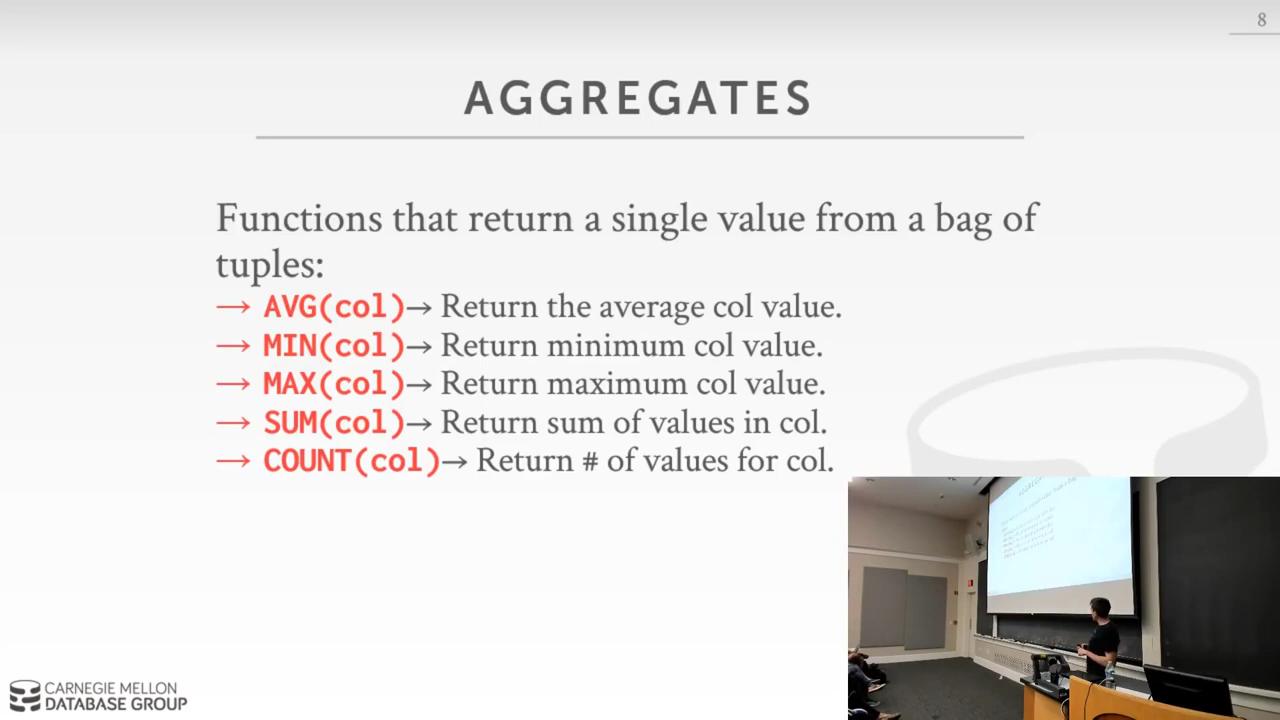 8
AGGREGATES
Functions that return a single value from a bag of
tuples:
→ AVG(col)→ Return the average col value.
→ MIN(col)→ Return minimum col value.
→ MAX(col)→ Return maximum col value.
→ SUM(col)→ Return sum of values in col.
→ COUNT(col)→ Return # of values for col.
CARNEGIE MELLON
DATABASE GROUP